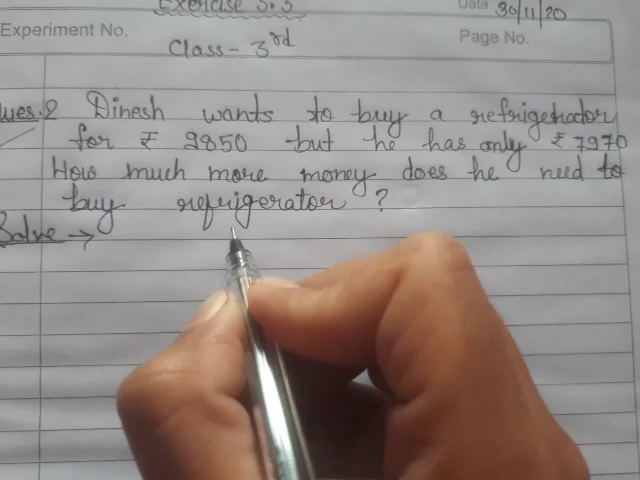 Exercise 3.3
Date 30/11/20
Experiment No.
Page No.
Class - 3rd
Ques. 2 Dinesh wants to buy a refrigerator
for ₹ 9850 but he has only ₹ 7970
How much more money does he need to
buy refrigerator ?
Solve →